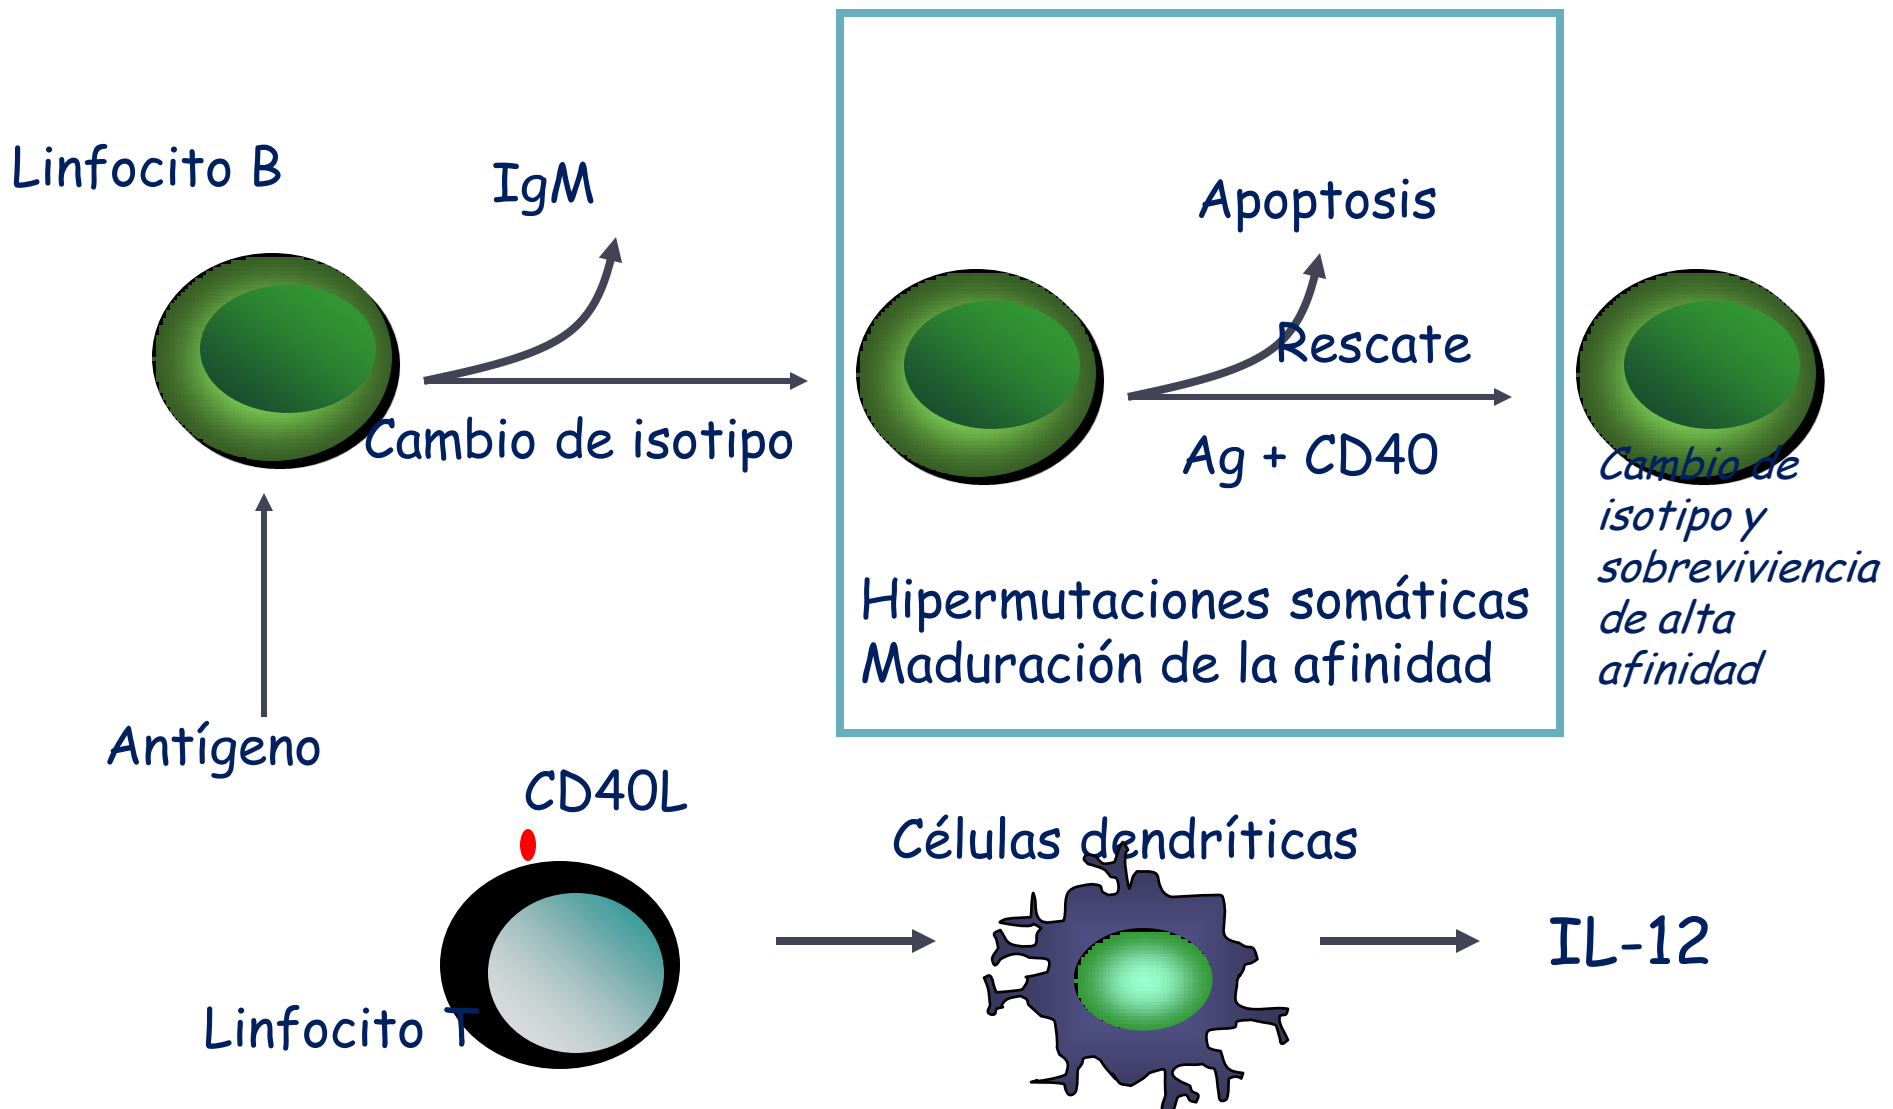 Linfocito B
IgM
Apoptosis
Rescate
Cambio de isotipo
Ag + CD40
Cambio de
isotipo y
sobreviviencia
de alta
afinidad
Hipermutaciones somáticas
Maduración de la afinidad
Antígeno
CD40L
Células dendríticas
IL-12
Linfocito T